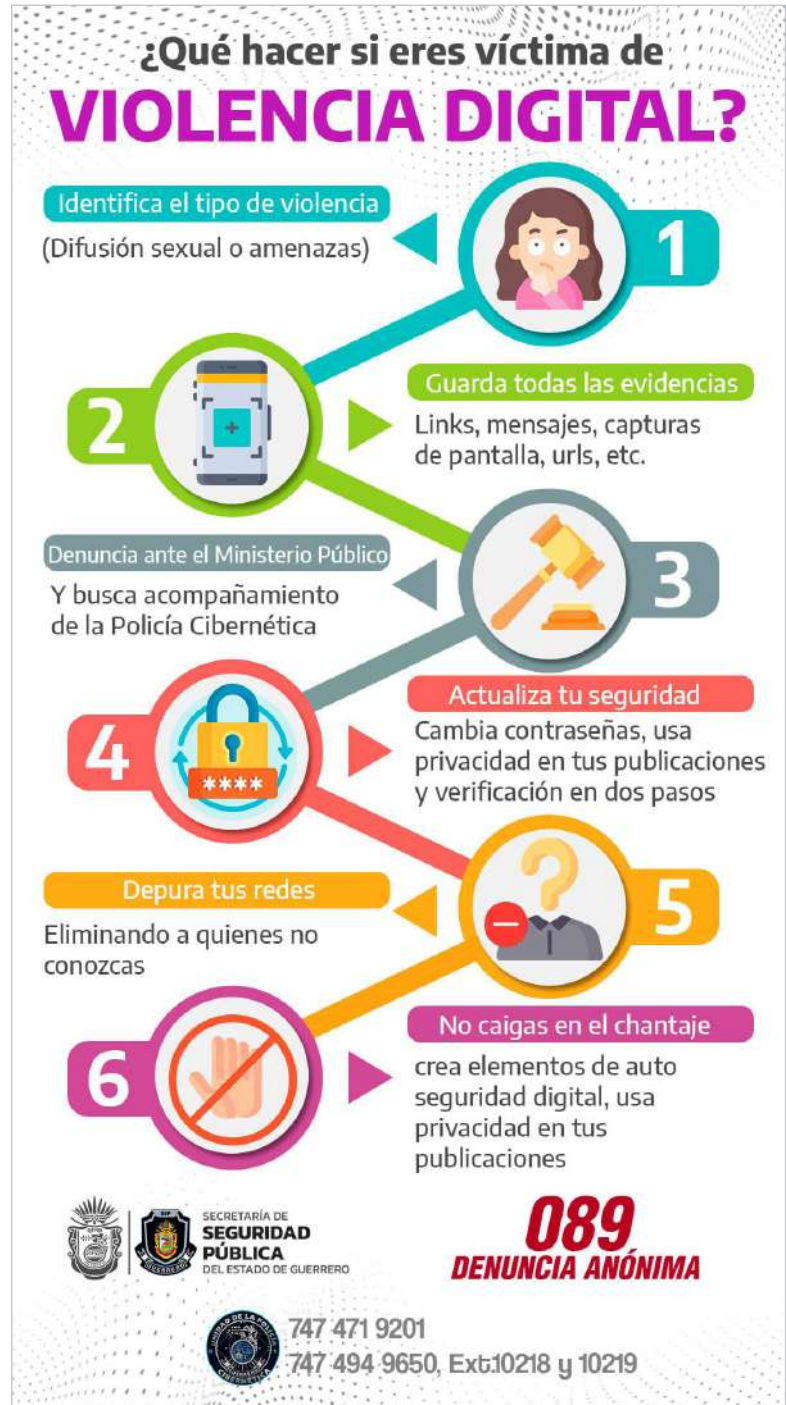 ¿Qué hacer si eres víctima de
VIOLENCIA DIGITAL?
1
Identifica el tipo de violencia
(Difusión sexual o amenazas)
2
Guarda todas las evidencias
Links, mensajes, capturas
de pantalla, urls, etc.
3
Denuncia ante el Ministerio Público
Y busca acompañamiento
de la Policía Cibernética
4
****
Actualiza tu seguridad
Cambia contraseñas, usa
privacidad en tus publicaciones
y verificación en dos pasos
5
Depura tus redes
Eliminando a quienes no
conozcas
6
No caigas en el chantaje
crea elementos de auto
seguridad digital, usa
privacidad en tus
publicaciones
SECRETARÍA DE
SEGURIDAD
PÚBLICA
DEL ESTADO DE GUERRERO
089
DENUNCIA ANÓNIMA
UNIDAD DE LA POLICÍA
CIBERNÉTICA
747 471 9201
747 494 9650, Ext:10218 y 10219